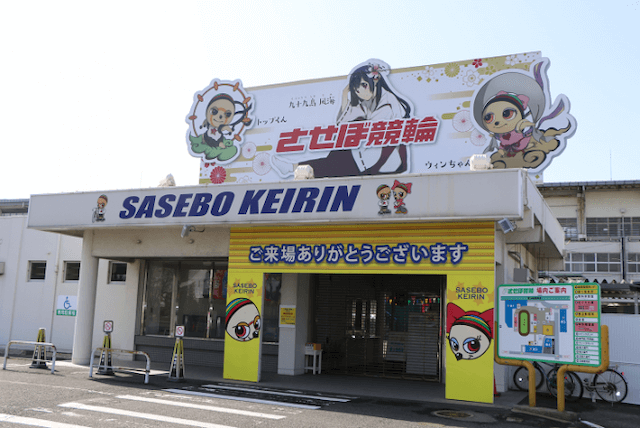 九十九島 凪海
トップくん
させぼ競輪
ウィンちゃん
SASEBO KEIRIN
ご来場ありがとうございます
SASEBO
KEIRIN
SASEBO
KEIRIN
させぼ競輪 場内ご案内